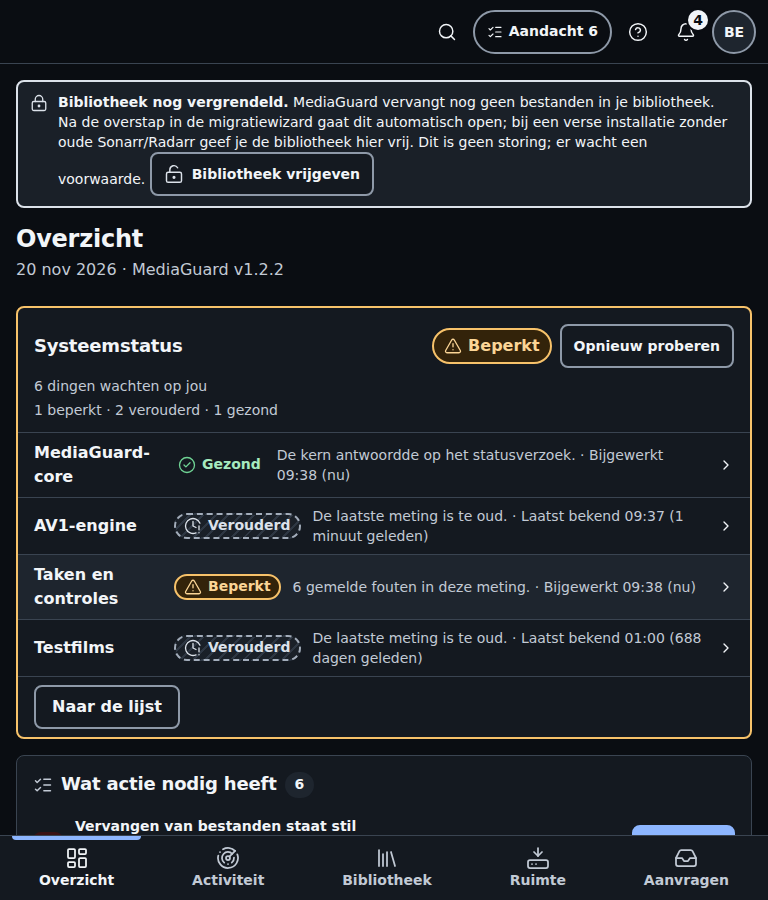 Aandacht 6
4
BE
Bibliotheek nog vergrendeld. MediaGuard vervangt nog geen bestanden in je bibliotheek.
Na de overstap in de migratiewizard gaat dit automatisch open; bij een verse installatie zonder
oude Sonarr/Radarr geef je de bibliotheek hier vrij. Dit is geen storing; er wacht een
voorwaarde. Bibliotheek vrijgeven
Overzicht
20 nov 2026 · MediaGuard v1.2.2
Systeemstatus
Beperkt
Opnieuw proberen
6 dingen wachten op jou
1 beperkt · 2 verouderd · 1 gezond
MediaGuard-
core
Gezond
De kern antwoordde op het statusverzoek. · Bijgewerkt
09:38 (nu)
AV1-engine
Verouderd
De laatste meting is te oud. · Laatst bekend 09:37 (1
minuut geleden)
Taken en
controles
Beperkt
6 gemelde fouten in deze meting. · Bijgewerkt 09:38 (nu)
Testfilms
Verouderd
De laatste meting is te oud. · Laatst bekend 01:00 (688
dagen geleden)
Naar de lijst
Wat actie nodig heeft 6
Vervangen van bestanden staat stil
Overzicht
Activiteit
Bibliotheek
Ruimte
Aanvragen